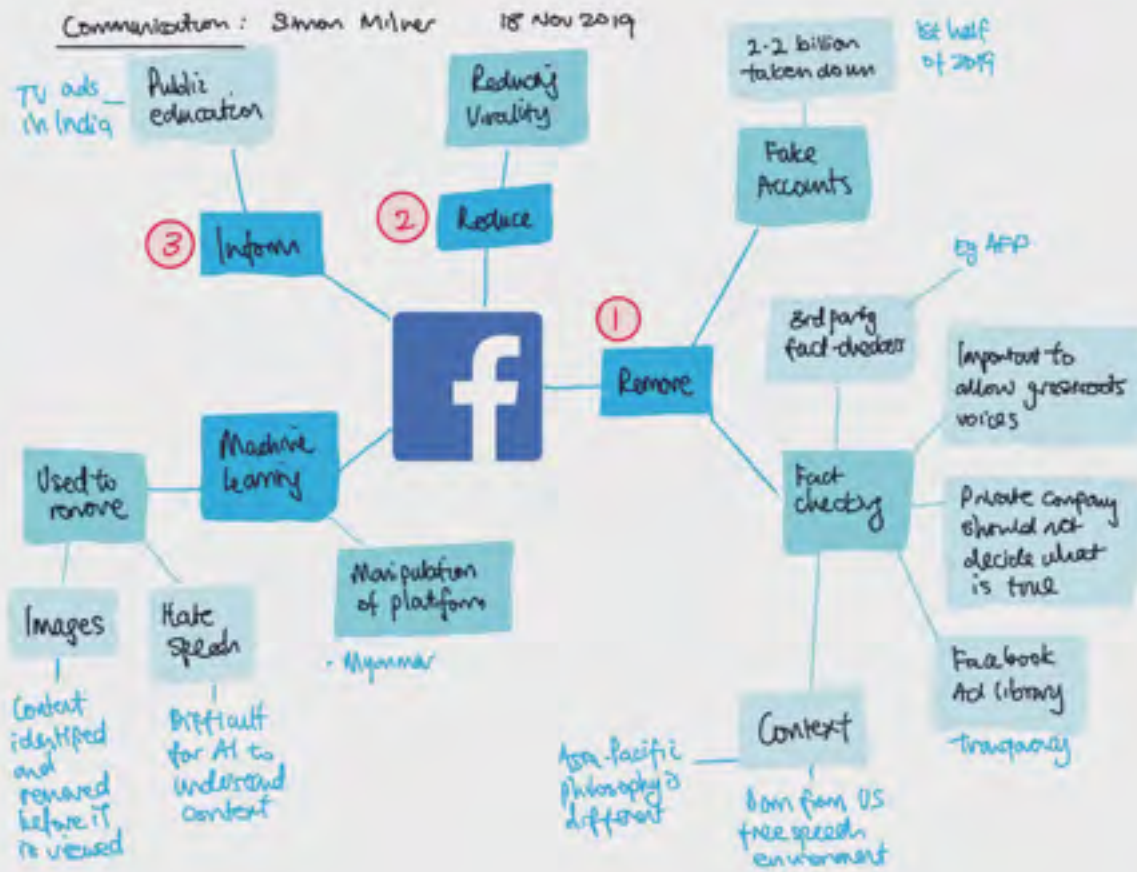 Communication: Simon Milner 18 Nov 2019
TV ads
in India
Public
education
Reducing
Virality
2.2 billion
taken down
1st half
of 2019
Fake
Accounts
3
Inform
2
Reduce
1
Remove
eg AFP
3rd party
fact-checkers
Important to
allow grassroots
voices
Fact
checking
Private company
should not
decide what
is true
Facebook
Ad library
transparency
Context
Asia-Pacific
philosophy is
different
Born from US
free speech
environment
f
Machine
learning
Used to
remove
Manipulation
of platform
· Myanmar
Images
Content
identified
and
removed
before it
is viewed
Hate
speech
Difficult
for AI to
understand
context